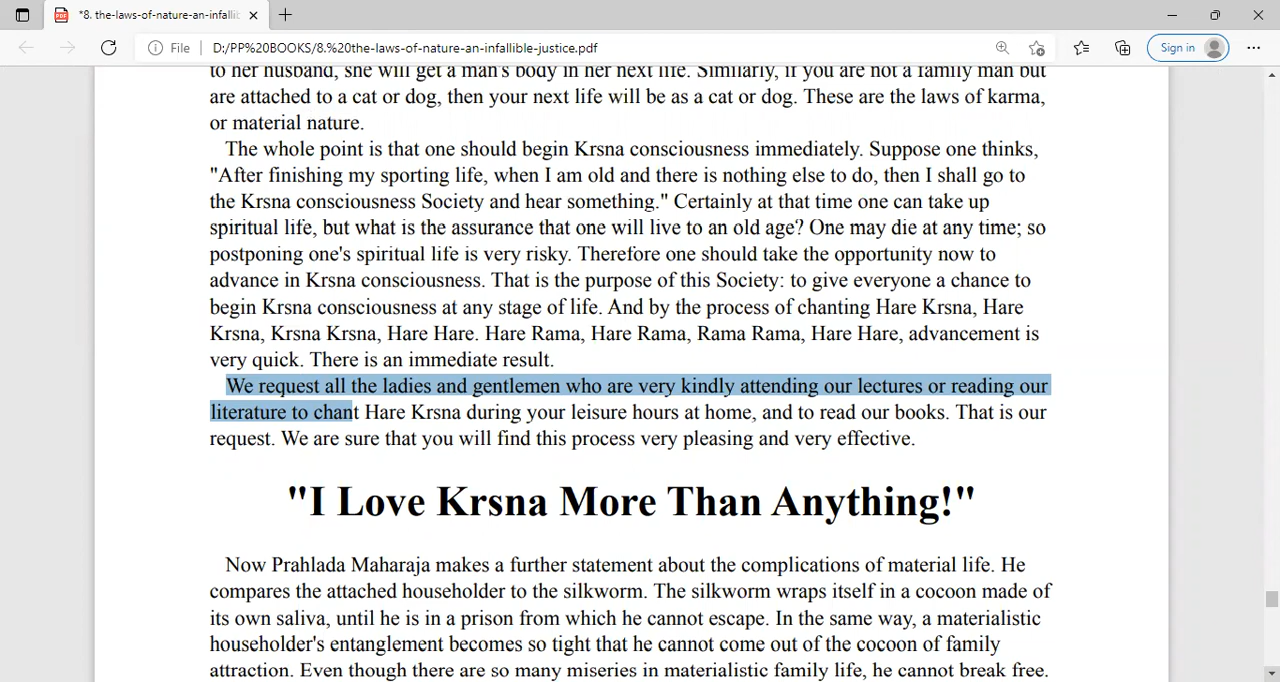 *8. the-laws-of-nature-an-infallib
File
D:/PP%20BOOKS/8.%20the-laws-of-nature-an-infallible-justice.pdf
Sign in
to her husband, she will get a man's body in her next life. Similarly, if you are not a family man but
are attached to a cat or dog, then your next life will be as a cat or dog. These are the laws of karma,
or material nature.
The whole point is that one should begin Krsna consciousness immediately. Suppose one thinks,
"After finishing my sporting life, when I am old and there is nothing else to do, then I shall go to
the Krsna consciousness Society and hear something." Certainly at that time one can take up
spiritual life, but what is the assurance that one will live to an old age? One may die at any time; so
postponing one's spiritual life is very risky. Therefore one should take the opportunity now to
advance in Krsna consciousness. That is the purpose of this Society: to give everyone a chance to
begin Krsna consciousness at any stage of life. And by the process of chanting Hare Krsna, Hare
Krsna, Krsna Krsna, Hare Hare. Hare Rama, Hare Rama, Rama Rama, Hare Hare, advancement is
very quick. There is an immediate result.
We request all the ladies and gentlemen who are very kindly attending our lectures or reading our
literature to chant Hare Krsna during your leisure hours at home, and to read our books. That is our
request. We are sure that you will find this process very pleasing and very effective.
"I Love Krsna More Than Anything!"
Now Prahlada Maharaja makes a further statement about the complications of material life. He
compares the attached householder to the silkworm. The silkworm wraps itself in a cocoon made of
its own saliva, until he is in a prison from which he cannot escape. In the same way, a materialistic
householder's entanglement becomes so tight that he cannot come out of the cocoon of family
attraction. Even though there are so many miseries in materialistic family life, he cannot break free.